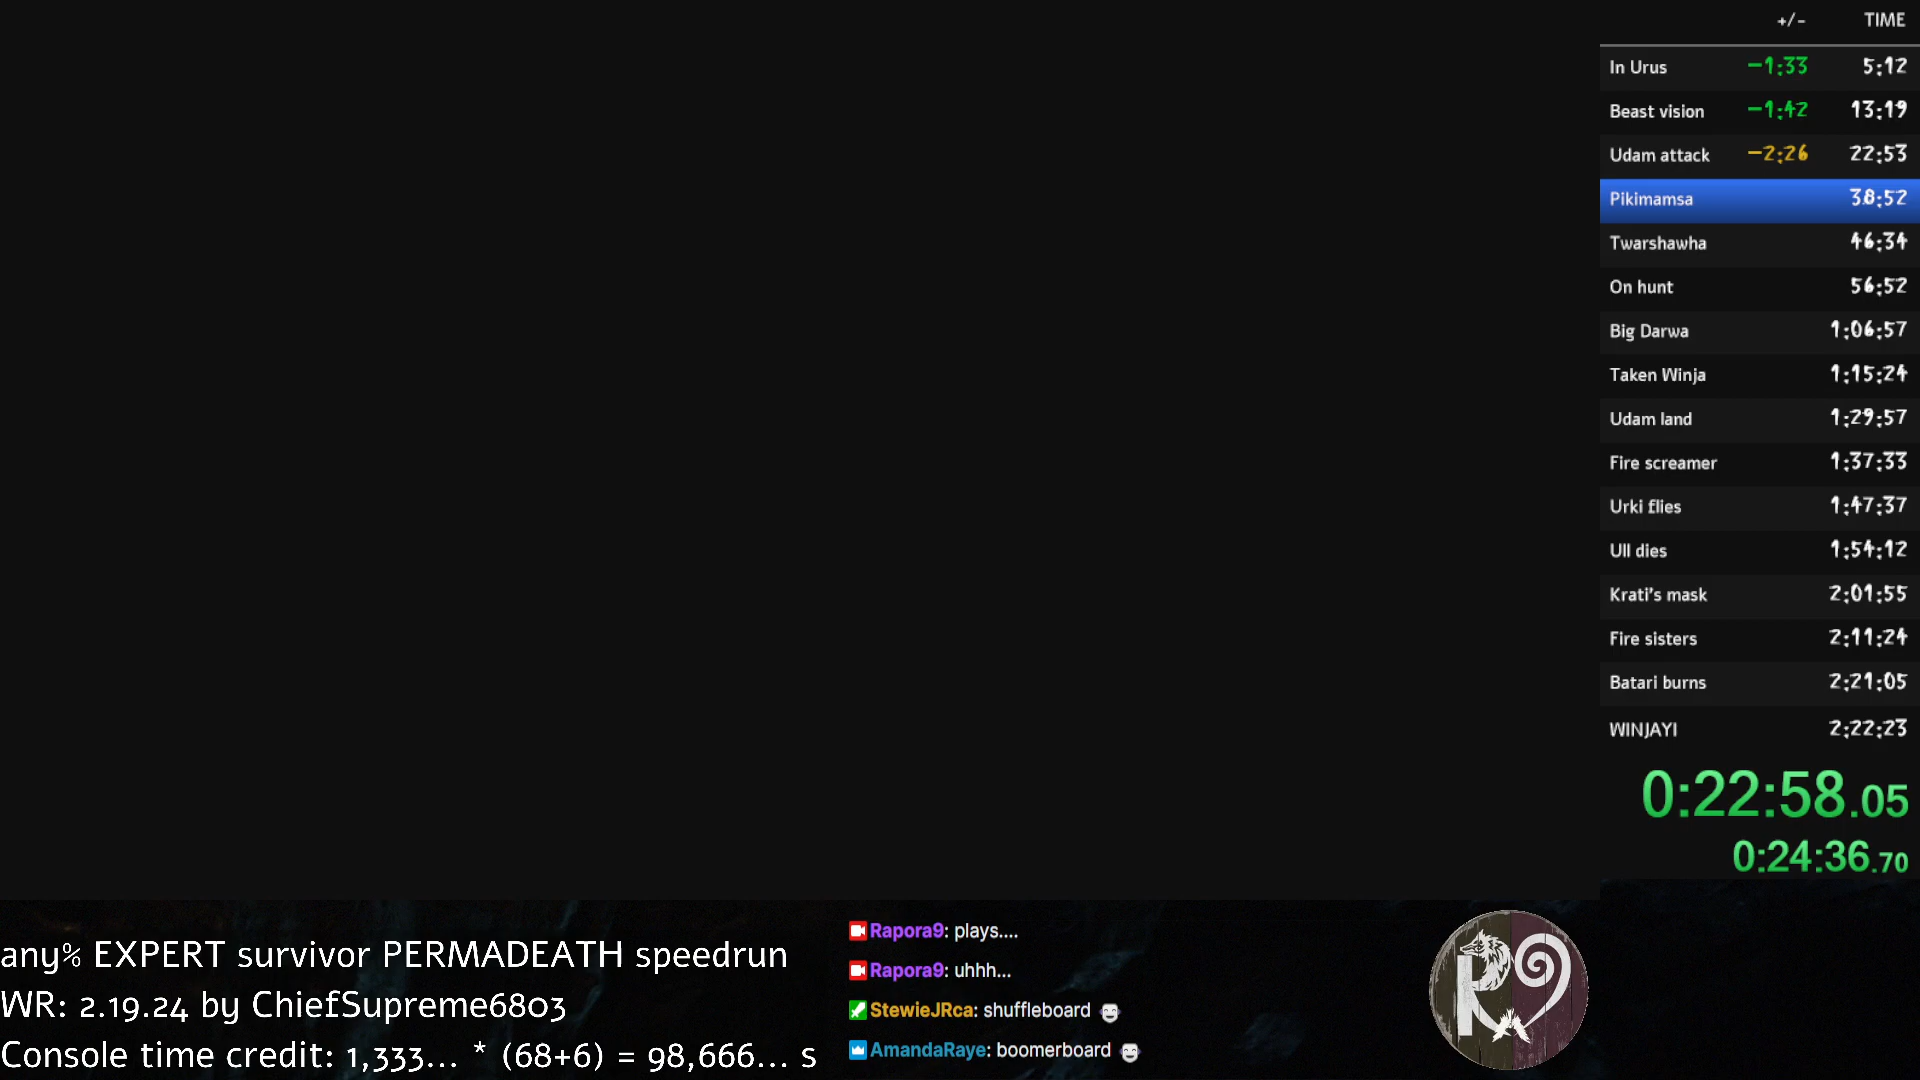 +/- TIME
In Urus -1:33 5:12
Beast vision -1:42 13:19
Udam attack -2:26 22:53
Pikimamsa 38:52
Twarshawha 46:34
On hunt 56:52
Big Darwa 1:06:57
Taken Winja 1:15:24
Udam land 1:29:57
Fire screamer 1:37:33
Urki flies 1:47:37
Ull dies 1:54:12
Krati's mask 2:01:55
Fire sisters 2:11:24
Batari burns 2:21:05
WINJAYI 2:22:23
0:22:58.05
0:24:36.70
any% EXPERT survivor PERMADEATH speedrun
WR: 2.19.24 by ChiefSupreme6803
Console time credit: 1,333... * (68+6) = 98,666... s
Rapora9: plays....
Rapora9: uhhh...
StewieJRca: shuffleboard
AmandaRaye: boomerboard
R9